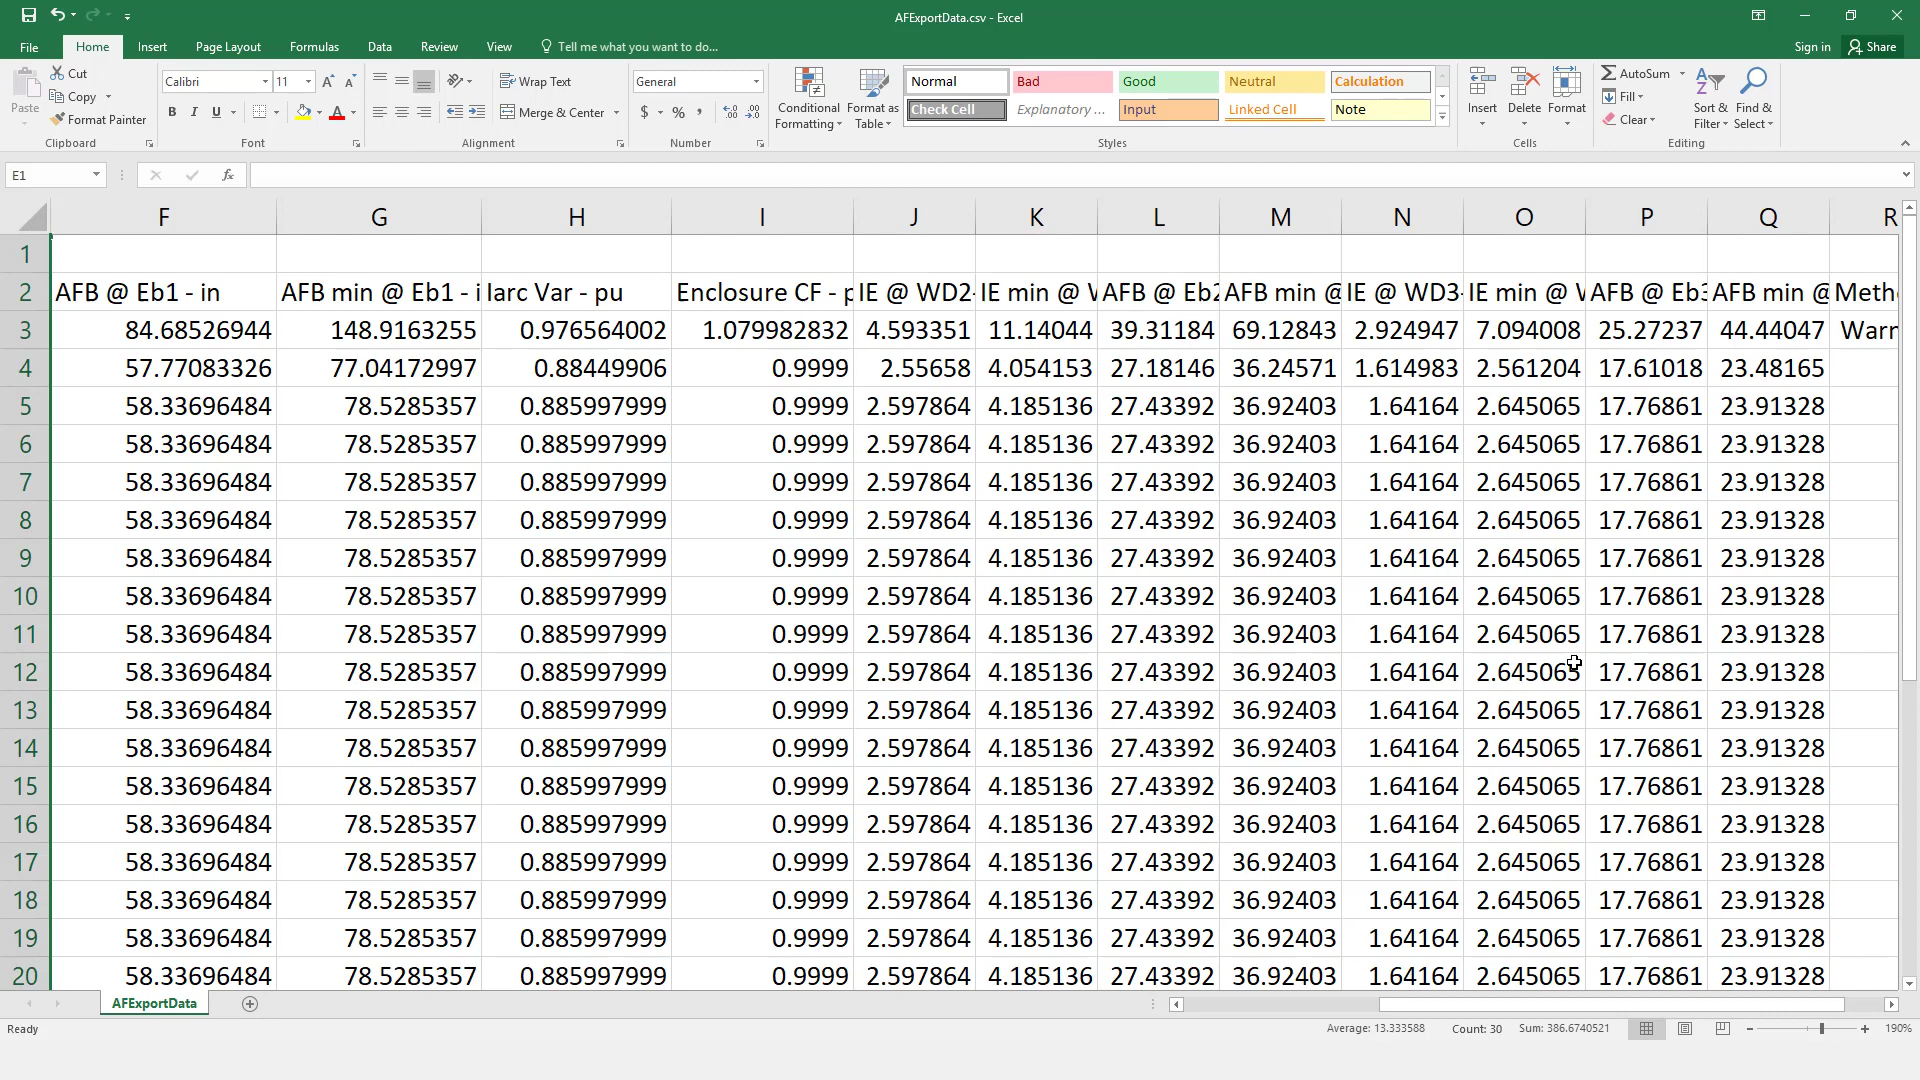 AFExportData.csv - Excel
File Home Insert Page Layout Formulas Data Review View Tell me what you want to do... Sign in Share
Paste Cut Copy Format Painter Clipboard
Calibri 11 A A B I U A Font
Wrap Text Merge & Center Alignment
General $ % , .0 .00 .00 .0 Number
Conditional Formatting Format as Table
Normal Bad Good Neutral Calculation
Check Cell Explanatory ... Input Linked Cell Note
Styles
Insert Delete Format Cells
AutoSum Fill Clear Sort & Filter Find & Select Editing
E1 fx
F G H I J K L M N O P Q R
1
2 AFB @ Eb1 - in AFB min @ Eb1 - i Iarc Var - pu Enclosure CF - p IE @ WD2- IE min @ W AFB @ Eb2 AFB min @ IE @ WD3- IE min @ W AFB @ Eb3 AFB min @ Metho
3 84.68526944 148.9163255 0.976564002 1.079982832 4.593351 11.14044 39.31184 69.12843 2.924947 7.094008 25.27237 44.44047 Warn
4 57.77083326 77.04172997 0.88449906 0.9999 2.55658 4.054153 27.18146 36.24571 1.614983 2.561204 17.61018 23.48165
5 58.33696484 78.5285357 0.885997999 0.9999 2.597864 4.185136 27.43392 36.92403 1.64164 2.645065 17.76861 23.91328
6 58.33696484 78.5285357 0.885997999 0.9999 2.597864 4.185136 27.43392 36.92403 1.64164 2.645065 17.76861 23.91328
7 58.33696484 78.5285357 0.885997999 0.9999 2.597864 4.185136 27.43392 36.92403 1.64164 2.645065 17.76861 23.91328
8 58.33696484 78.5285357 0.885997999 0.9999 2.597864 4.185136 27.43392 36.92403 1.64164 2.645065 17.76861 23.91328
9 58.33696484 78.5285357 0.885997999 0.9999 2.597864 4.185136 27.43392 36.92403 1.64164 2.645065 17.76861 23.91328
10 58.33696484 78.5285357 0.885997999 0.9999 2.597864 4.185136 27.43392 36.92403 1.64164 2.645065 17.76861 23.91328
11 58.33696484 78.5285357 0.885997999 0.9999 2.597864 4.185136 27.43392 36.92403 1.64164 2.645065 17.76861 23.91328
12 58.33696484 78.5285357 0.885997999 0.9999 2.597864 4.185136 27.43392 36.92403 1.64164 2.645065 17.76861 23.91328
13 58.33696484 78.5285357 0.885997999 0.9999 2.597864 4.185136 27.43392 36.92403 1.64164 2.645065 17.76861 23.91328
14 58.33696484 78.5285357 0.885997999 0.9999 2.597864 4.185136 27.43392 36.92403 1.64164 2.645065 17.76861 23.91328
15 58.33696484 78.5285357 0.885997999 0.9999 2.597864 4.185136 27.43392 36.92403 1.64164 2.645065 17.76861 23.91328
16 58.33696484 78.5285357 0.885997999 0.9999 2.597864 4.185136 27.43392 36.92403 1.64164 2.645065 17.76861 23.91328
17 58.33696484 78.5285357 0.885997999 0.9999 2.597864 4.185136 27.43392 36.92403 1.64164 2.645065 17.76861 23.91328
18 58.33696484 78.5285357 0.885997999 0.9999 2.597864 4.185136 27.43392 36.92403 1.64164 2.645065 17.76861 23.91328
19 58.33696484 78.5285357 0.885997999 0.9999 2.597864 4.185136 27.43392 36.92403 1.64164 2.645065 17.76861 23.91328
20 58.33696484 78.5285357 0.885997999 0.9999 2.597864 4.185136 27.43392 36.92403 1.64164 2.645065 17.76861 23.91328
AFExportData
Ready Average: 13.333588 Count: 30 Sum: 386.6740521 190%